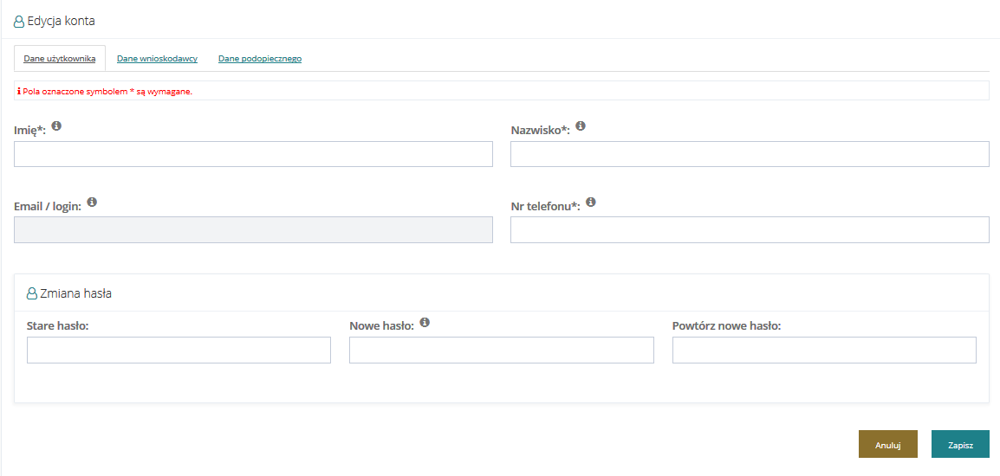 Edycja konta
Dane użytkownika Dane wnioskodawcy Dane podopiecznego
Pola oznaczone symbolem * są wymagane.
Imię*: Nazwisko*:
Email / login: Nr telefonu*:
Zmiana hasła
Stare hasło: Nowe hasło: Powtórz nowe hasło:
Anuluj Zapisz